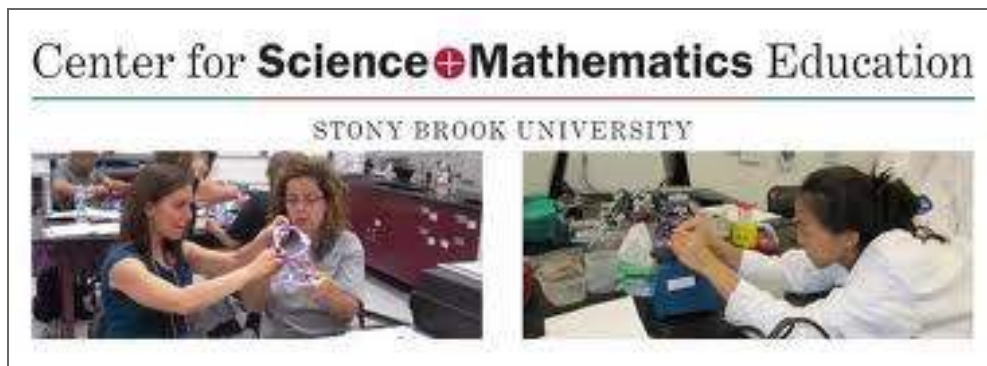 Center for Science+Mathematics Education
STONY BROOK UNIVERSITY